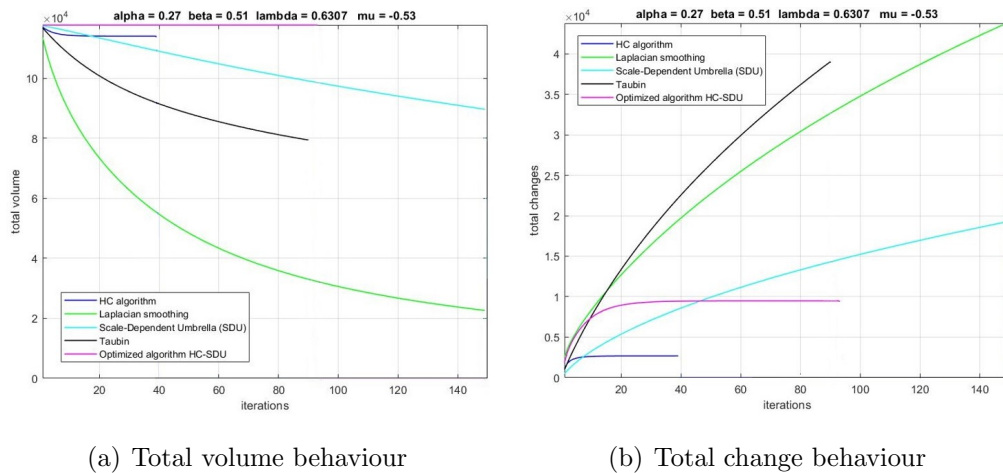 alpha = 0.27 beta = 0.51 lambda = 0.6307 mu = -0.53
×10⁴
10
8
6
4
2
0
total volume
20 40 60 80 100 120 140
iterations
HC algorithm
Laplacian smoothing
Scale-Dependent Umbrella (SDU)
Taubin
Optimized algorithm HC-SDU
(a) Total volume behaviour
alpha = 0.27 beta = 0.51 lambda = 0.6307 mu = -0.53
×10⁴
4
3.5
3
2.5
2
1.5
1
0.5
0
total changes
20 40 60 80 100 120 140
iterations
HC algorithm
Laplacian smoothing
Scale-Dependent Umbrella (SDU)
Taubin
Optimized algorithm HC-SDU
(b) Total change behaviour